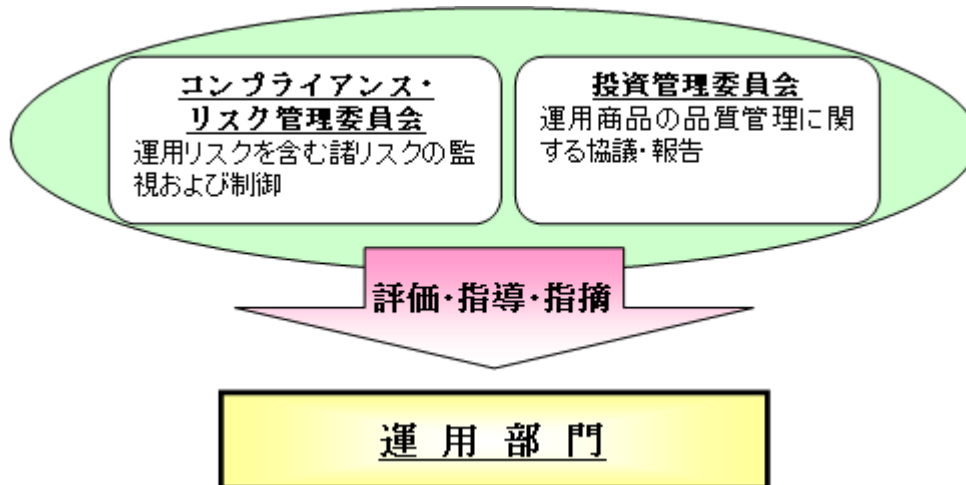 コンプライアンス・
リスク管理委員会
運用リスクを含む諸リスクの監
視および制御
投資管理委員会
運用商品の品質管理に関
する協議・報告
評価・指導・指摘
運用部門